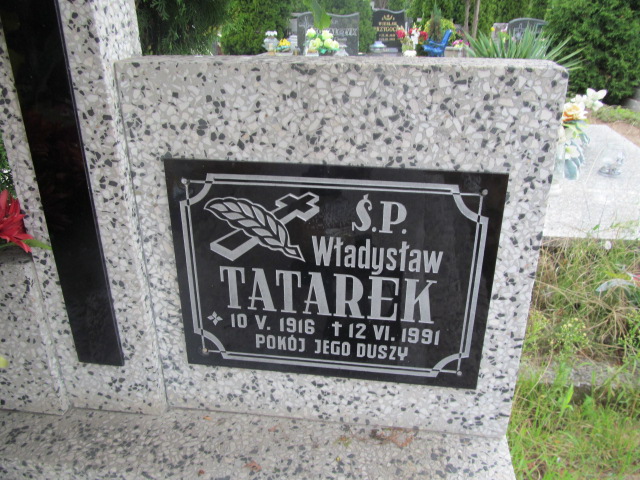 Ś.P.
Władysław
TATAREK
10 V. 1916 † 12 VI. 1991
POKÓJ JEGO DUSZY